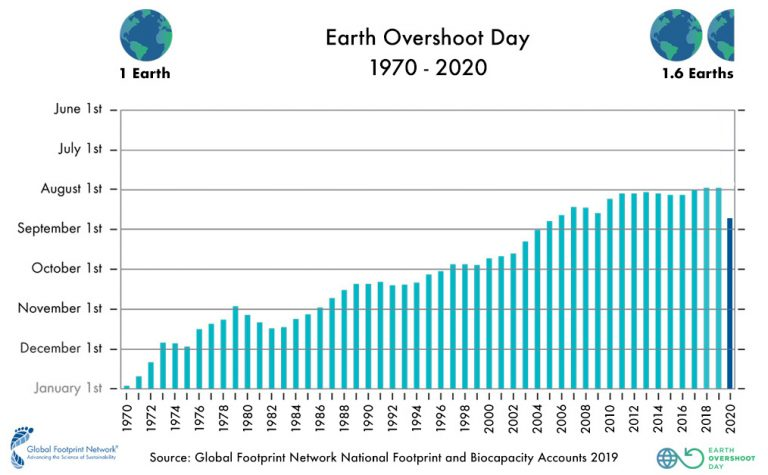 Earth Overshoot Day
1970 - 2020
1 Earth
1.6 Earths
June 1st
July 1st
August 1st
September 1st
October 1st
November 1st
December 1st
January 1st
1970 1972 1974 1976 1978 1980 1982 1984 1986 1988 1990 1992 1994 1996 1998 2000 2002 2004 2006 2008 2010 2012 2014 2016 2018 2020
Global Footprint Network®
Advancing the Science of Sustainability
Source: Global Footprint Network National Footprint and Biocapacity Accounts 2019
EARTH
OVERSHOOT
DAY